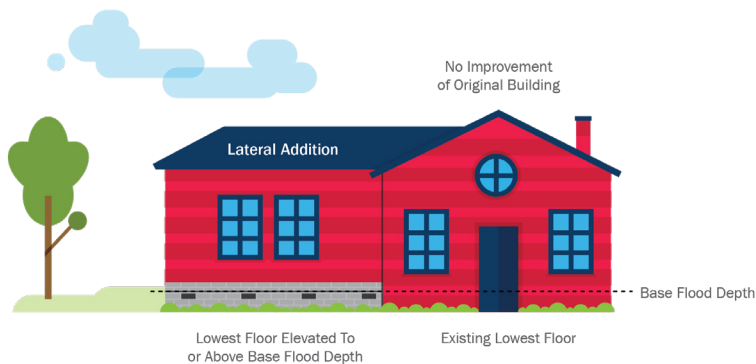 No Improvement
of Original Building
Lateral Addition
Base Flood Depth
Lowest Floor Elevated To
or Above Base Flood Depth
Existing Lowest Floor